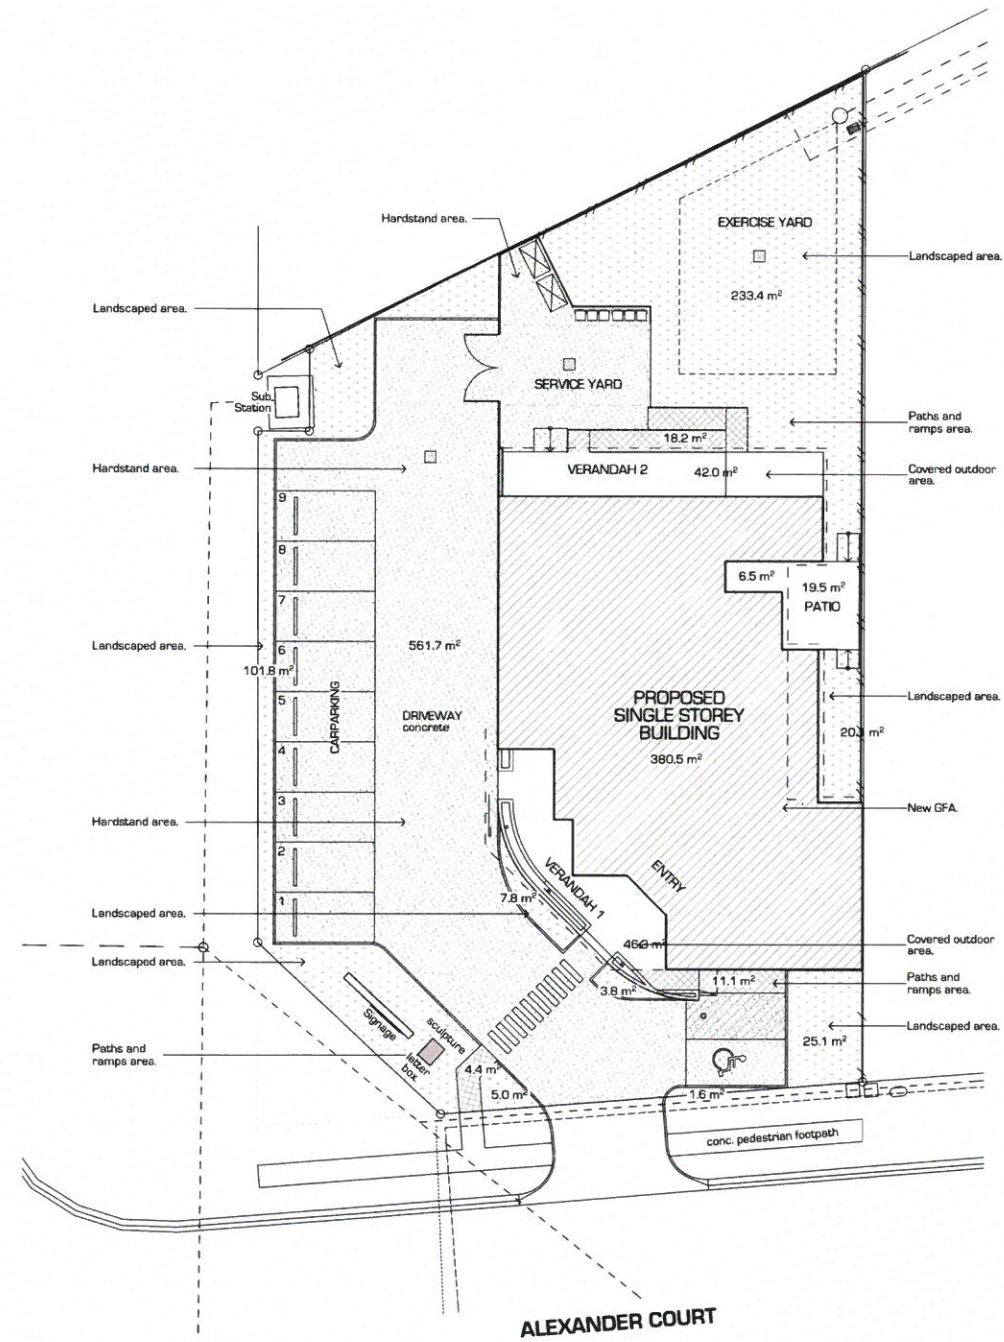 Hardstand area.
EXERCISE YARD
Landscaped area.
233.4 m²
Landscaped area.
SERVICE YARD
Sub
Station
Paths and
ramps area.
18.2 m²
Hardstand area.
VERANDAH 2
42.0 m²
Covered outdoor
area.
9
8
7
6
5
4
3
2
1
6.5 m²
19.5 m²
PATIO
Landscaped area.
561.7 m²
101.8 m²
CARPARKING
DRIVEWAY
concrete
PROPOSED
SINGLE STOREY
BUILDING
380.5 m²
Landscaped area.
m²
New GFA.
Hardstand area.
VERANDAH 1
ENTRY
7.8 m²
Landscaped area.
m²
Covered outdoor
area.
Landscaped area.
3.8 m²
11.1 m²
Paths and
ramps area.
Signage
sculpture
letter
box.
Landscaped area.
25.1 m²
Paths and
ramps area.
4.4 m²
5.0 m²
1.6 m²
conc. pedestrian footpath
ALEXANDER COURT